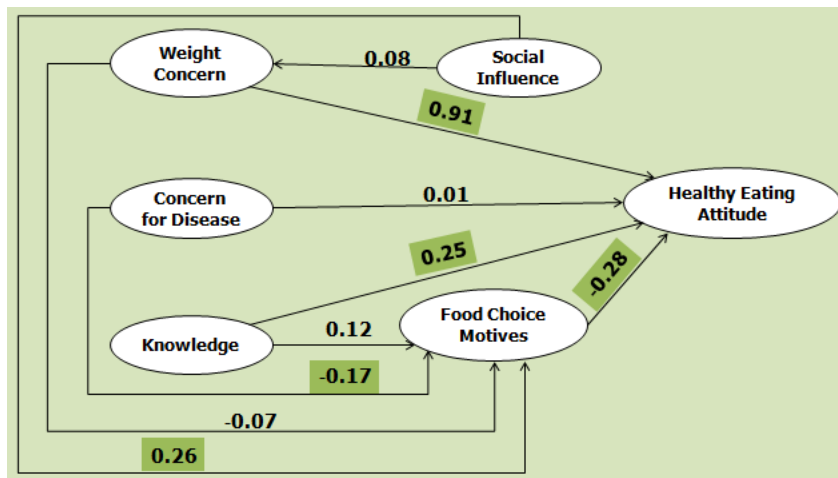 Weight
Concern
0.08
Social
Influence
0.91
Concern
for Disease
0.01
Healthy Eating
Attitude
0.25
-0.28
Food Choice
Motives
Knowledge
0.12
-0.17
-0.07
0.26